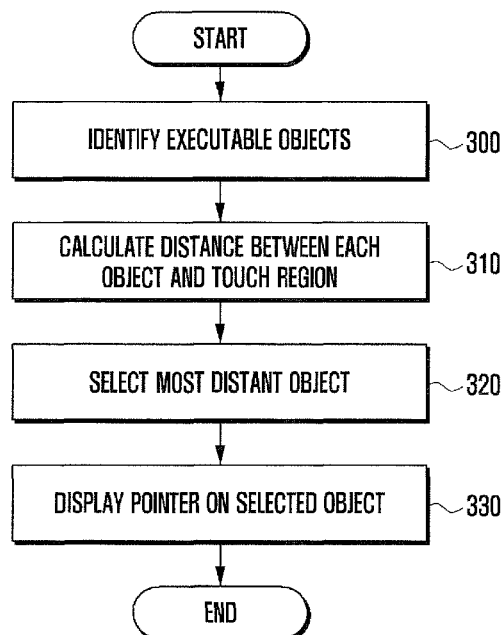 START
IDENTIFY EXECUTABLE OBJECTS
300
CALCULATE DISTANCE BETWEEN EACH
OBJECT AND TOUCH REGION
310
SELECT MOST DISTANT OBJECT
320
DISPLAY POINTER ON SELECTED OBJECT
330
END